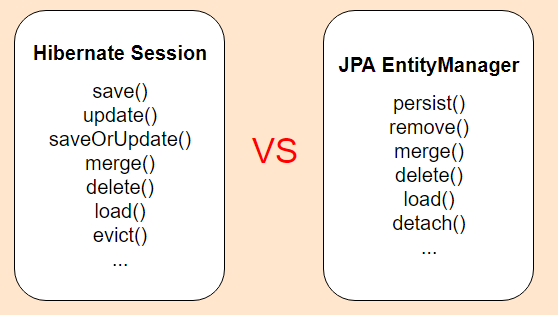 Hibernate Session
save()
update()
saveOrUpdate()
merge()
delete()
load()
evict()
...
VS
JPA EntityManager
persist()
remove()
merge()
delete()
load()
detach()
...